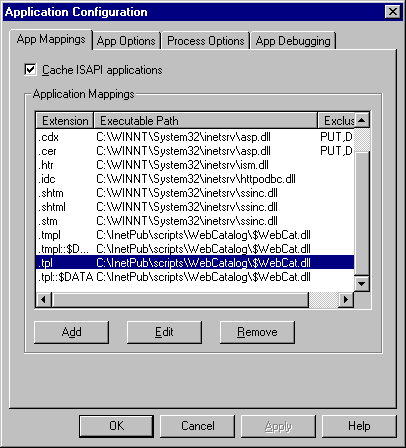 Application Configuration
App Mappings App Options Process Options App Debugging
Cache ISAPI applications
Application Mappings
Extension Executable Path Exclus
.cdx C:\WINNT\System32\inetsrv\asp.dll PUT,D
.cer C:\WINNT\System32\inetsrv\asp.dll PUT,D
.htr C:\WINNT\System32\inetsrv\ism.dll
.idc C:\WINNT\System32\inetsrv\httpodbc.dll
.shtm C:\WINNT\System32\inetsrv\ssinc.dll
.shtml C:\WINNT\System32\inetsrv\ssinc.dll
.stm C:\WINNT\System32\inetsrv\ssinc.dll
.tmpl C:\InetPub\scripts\WebCatalog\$WebCat.dll
.tmpl::$D... C:\InetPub\scripts\WebCatalog\$WebCat.dll
.tpl C:\InetPub\scripts\WebCatalog\$WebCat.dll
.tpl::$DATA C:\InetPub\scripts\WebCatalog\$WebCat.dll
Add Edit Remove
OK Cancel Apply Help